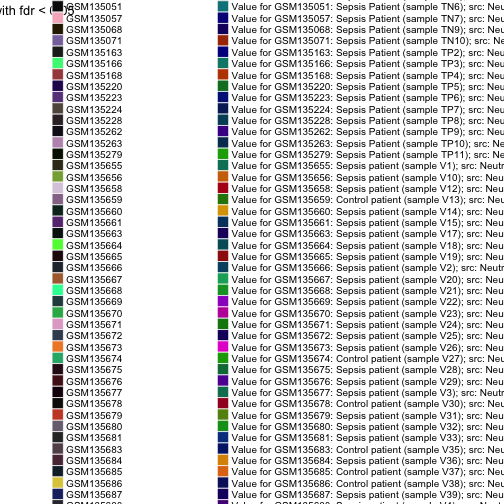 with fdr < 0.05
GSM135051 Value for GSM135051: Sepsis Patient (sample TN6); src: Neu
GSM135057 Value for GSM135057: Sepsis Patient (sample TN7); src: Neu
GSM135068 Value for GSM135068: Sepsis Patient (sample TN9); src: Neu
GSM135071 Value for GSM135071: Sepsis Patient (sample TN10); src: Ne
GSM135163 Value for GSM135163: Sepsis Patient (sample TP2); src: Neu
GSM135166 Value for GSM135166: Sepsis Patient (sample TP3); src: Neu
GSM135168 Value for GSM135168: Sepsis Patient (sample TP4); src: Neu
GSM135220 Value for GSM135220: Sepsis Patient (sample TP5); src: Neu
GSM135223 Value for GSM135223: Sepsis Patient (sample TP6); src: Neu
GSM135224 Value for GSM135224: Sepsis Patient (sample TP7); src: Neu
GSM135228 Value for GSM135228: Sepsis Patient (sample TP8); src: Neu
GSM135262 Value for GSM135262: Sepsis Patient (sample TP9); src: Neu
GSM135263 Value for GSM135263: Sepsis Patient (sample TP10); src: Neu
GSM135279 Value for GSM135279: Sepsis Patient (sample TP11); src: Ne
GSM135655 Value for GSM135655: Sepsis patient (sample V1); src: Neutr
GSM135656 Value for GSM135656: Sepsis patient (sample V10); src: Neu
GSM135658 Value for GSM135658: Sepsis patient (sample V12); src: Neu
GSM135659 Value for GSM135659: Control patient (sample V13); src: Neu
GSM135660 Value for GSM135660: Sepsis patient (sample V14); src: Neu
GSM135661 Value for GSM135661: Sepsis patient (sample V15); src: Neu
GSM135663 Value for GSM135663: Sepsis patient (sample V17); src: Neu
GSM135664 Value for GSM135664: Sepsis patient (sample V18); src: Neu
GSM135665 Value for GSM135665: Sepsis patient (sample V19); src: Neu
GSM135666 Value for GSM135666: Sepsis patient (sample V2); src: Neutr
GSM135667 Value for GSM135667: Sepsis patient (sample V20); src: Neu
GSM135668 Value for GSM135668: Sepsis patient (sample V21); src: Neu
GSM135669 Value for GSM135669: Sepsis patient (sample V22); src: Neu
GSM135670 Value for GSM135670: Sepsis patient (sample V23); src: Neu
GSM135671 Value for GSM135671: Sepsis patient (sample V24); src: Neu
GSM135672 Value for GSM135672: Sepsis patient (sample V25); src: Neu
GSM135673 Value for GSM135673: Sepsis patient (sample V26); src: Neu
GSM135674 Value for GSM135674: Control patient (sample V27); src: Neu
GSM135675 Value for GSM135675: Sepsis patient (sample V28); src: Neu
GSM135676 Value for GSM135676: Sepsis patient (sample V29); src: Neu
GSM135677 Value for GSM135677: Sepsis patient (sample V3); src: Neutr
GSM135678 Value for GSM135678: Control patient (sample V30); src: Neu
GSM135679 Value for GSM135679: Sepsis patient (sample V31); src: Neu
GSM135680 Value for GSM135680: Sepsis patient (sample V32); src: Neu
GSM135681 Value for GSM135681: Sepsis patient (sample V33); src: Neu
GSM135683 Value for GSM135683: Control patient (sample V35); src: Neu
GSM135684 Value for GSM135684: Sepsis patient (sample V36); src: Neu
GSM135685 Value for GSM135685: Control patient (sample V37); src: Neu
GSM135686 Value for GSM135686: Control patient (sample V38); src: Neu
GSM135687 Value for GSM135687: Sepsis patient (sample V39); src: Neu